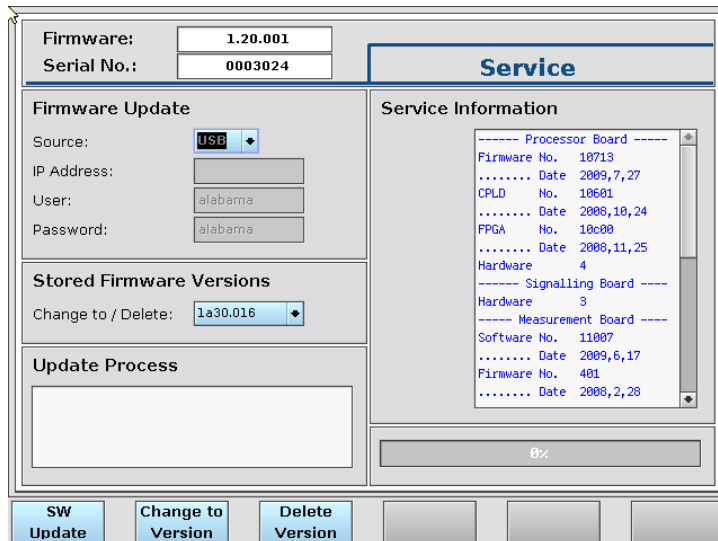 Firmware: 1.20.001
Serial No.: 0003024
Service
Firmware Update
Source: USB
IP Address:
User: alabama
Password: alabama
Stored Firmware Versions
Change to / Delete: 1a30.016
Update Process
Service Information
------ Processor Board -----
Firmware No. 10713
........ Date 2009,7,27
CPLD No. 10601
........ Date 2008,10,24
FPGA No. 10c00
........ Date 2008,11,25
Hardware 4
------ Signalling Board ----
Hardware 3
----- Measurement Board ----
Software No. 11007
........ Date 2009,6,17
Firmware No. 401
........ Date 2008,2,28
0%
SW Update
Change to Version
Delete Version